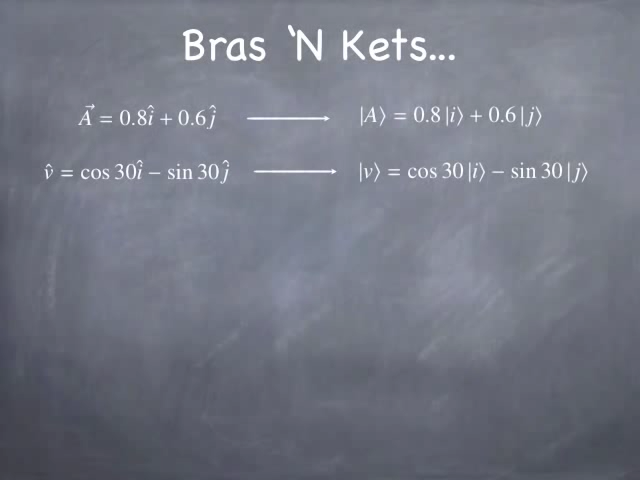 Bras ‘N Kets...
A⃗ = 0.8î + 0.6ĵ ⟶ |A⟩ = 0.8|i⟩ + 0.6|j⟩
v̂ = cos 30î − sin 30ĵ ⟶ |v⟩ = cos 30|i⟩ − sin 30|j⟩